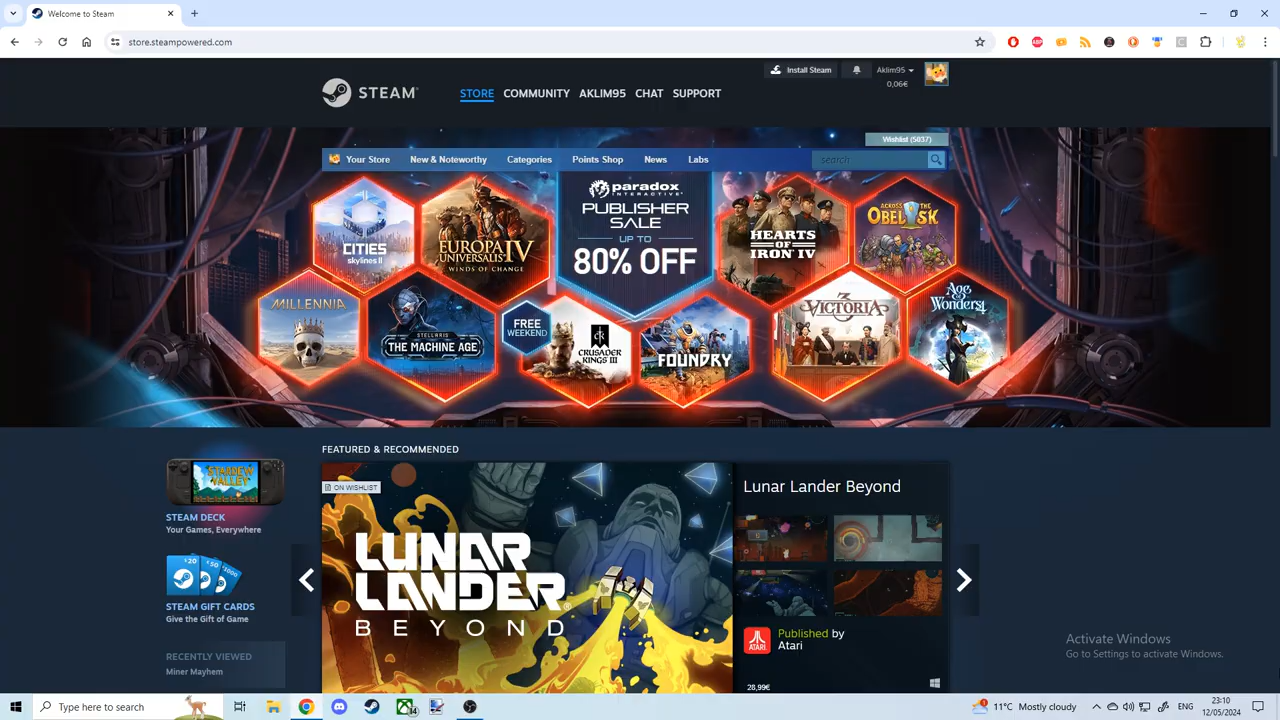 Welcome to Steam
store.steampowered.com
Install Steam
Aklim95
0,06€
STEAM®
STORE
COMMUNITY
AKLIM95
CHAT
SUPPORT
Wishlist (5037)
Your Store
New & Noteworthy
Categories
Points Shop
News
Labs
search
CITIES
skylines II
EUROPA
UNIVERSALIS IV
WINDS OF CHANGE
paradox
INTERACTIVE
PUBLISHER
SALE
UP TO
80% OFF
HEARTS
OF
IRON IV
ACROSS THE
OBELISK
MILLENNIA
STELLARIS
THE MACHINE AGE
FREE
WEEKEND
CRUSADER
KINGS III
FOUNDRY
VICTORIA
3
Age
of
Wonders 4
FEATURED & RECOMMENDED
STARDEW
VALLEY
STEAM DECK
Your Games, Everywhere
STEAM GIFT CARDS
Give the Gift of Game
RECENTLY VIEWED
Miner Mayhem
ON WISHLIST
LUNAR
LANDER®
BEYOND
Lunar Lander Beyond
ATARI
Published by
Atari
28,99€
Activate Windows
Go to Settings to activate Windows.
Type here to search
11°C Mostly cloudy
ENG
23:10
12/05/2024